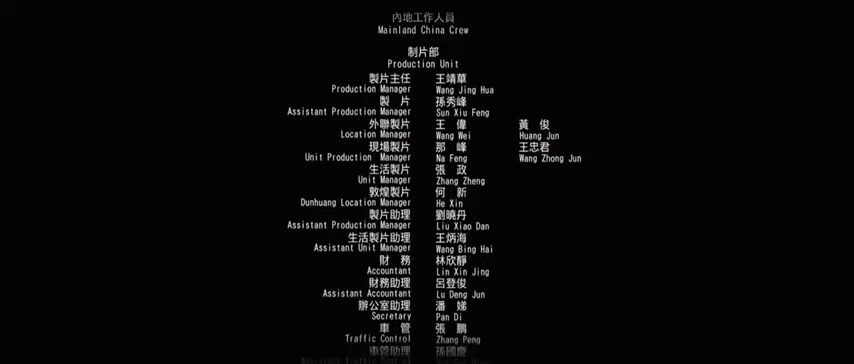 內地工作人員
Mainland China Crew
制片部
Production Unit
製片主任 王靖華
Production Manager Wang Jing Hua
製 片 孫秀峰
Assistant Production Manager Sun Xiu Feng
外聯製片 王 偉 黃 俊
Location Manager Wang Wei Huang Jun
現場製片 那 峰 王忠君
Unit Production Manager Na Feng Wang Zhong Jun
生活製片 張 政
Unit Manager Zhang Zheng
敦煌製片 何 新
Dunhuang Location Manager He Xin
製片助理 劉曉丹
Assistant Production Manager Liu Xiao Dan
生活製片助理 王炳海
Assistant Unit Manager Wang Bing Hai
財 務 林欣靜
Accountant Lin Xin Jing
財務助理 呂登俊
Assistant Accountant Lu Deng Jun
辦公室助理 潘 娣
Secretary Pan Di
車 管 張 鵬
Traffic Control Zhang Peng
車管助理 孫國慶